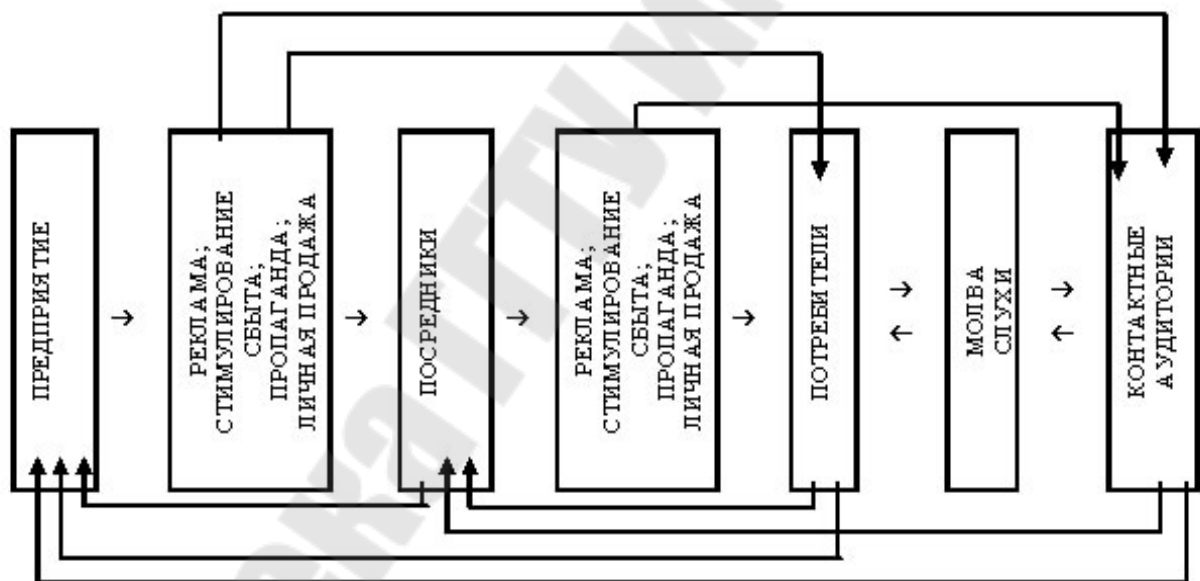 ПРЕДПРИЯТИЕ
РЕКЛАМА;
СТИМУЛИРОВАНИЕ
СБЫТА;
ПРОПАГАНДА;
ЛИЧНАЯ ПРОДАЖА
ПОСРЕДНИКИ
РЕКЛАМА;
СТИМУЛИРОВАНИЕ
СБЫТА;
ПРОПАГАНДА;
ЛИЧНАЯ ПРОДАЖА
ПОТРЕБИТЕЛИ
МОЛВА
СЛУХИ
КОНТАКТНЫЕ
АУДИТОРИИ